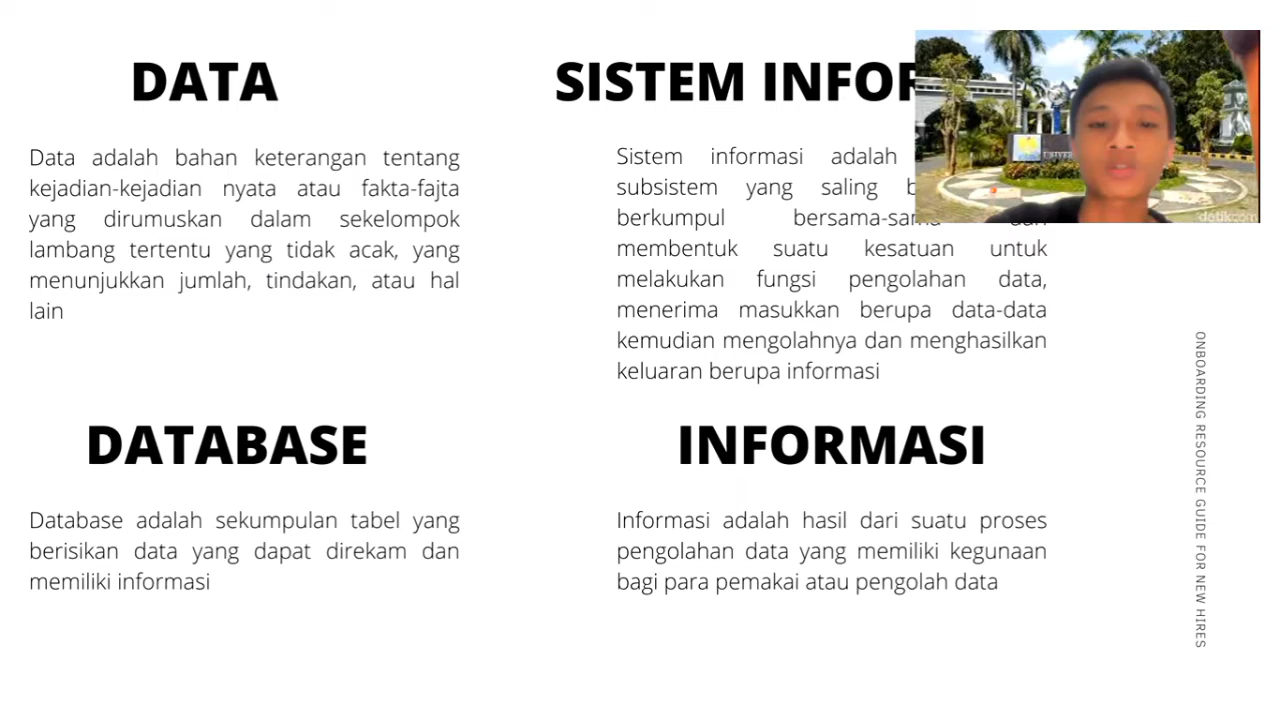 DATA
Data adalah bahan keterangan tentang
kejadian-kejadian nyata atau fakta-fajta
yang dirumuskan dalam sekelompok
lambang tertentu yang tidak acak, yang
menunjukkan jumlah, tindakan, atau hal
lain
SISTEM INFOR
Sistem informasi adalah
subsistem yang saling
berkumpul bersama-sama dan
membentuk suatu kesatuan untuk
melakukan fungsi pengolahan data,
menerima masukkan berupa data-data
kemudian mengolahnya dan menghasilkan
keluaran berupa informasi
DATABASE
Database adalah sekumpulan tabel yang
berisikan data yang dapat direkam dan
memiliki informasi
INFORMASI
Informasi adalah hasil dari suatu proses
pengolahan data yang memiliki kegunaan
bagi para pemakai atau pengolah data
ONBOARDING RESOURCE GUIDE FOR NEW HIRES
UNIVER
detikcom